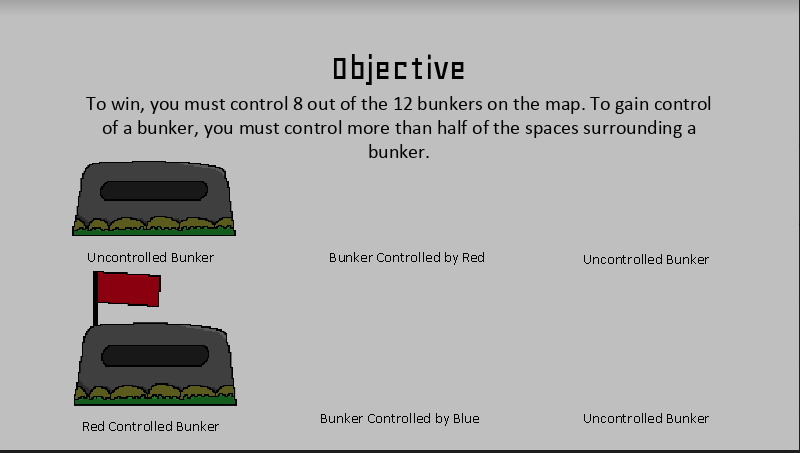 Objective
To win, you must control 8 out of the 12 bunkers on the map. To gain control
of a bunker, you must control more than half of the spaces surrounding a
bunker.
Uncontrolled Bunker
Bunker Controlled by Red
Uncontrolled Bunker
Red Controlled Bunker
Bunker Controlled by Blue
Uncontrolled Bunker